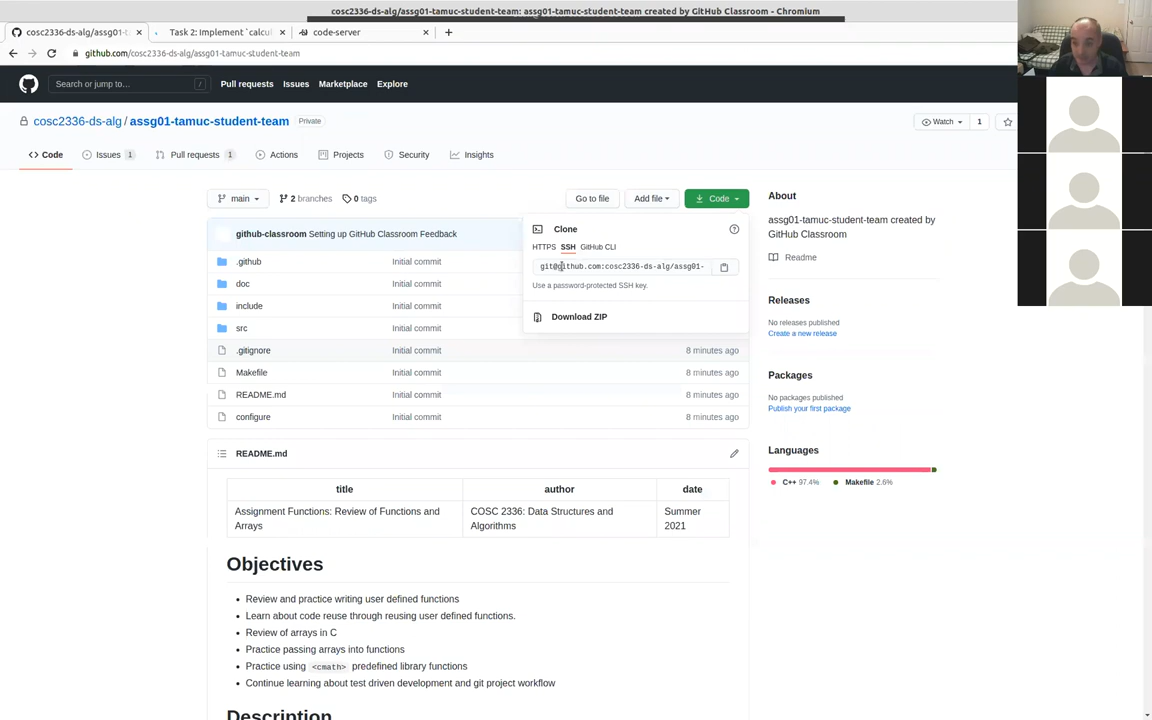 cosc2336-ds-alg/assg01-tamuc-student-team: assg01-tamuc-student-team created by GitHub Classroom - Chromium
cosc2336-ds-alg/assg01-ta
Task 2: Implement `calcul
code-server
github.com/cosc2336-ds-alg/assg01-tamuc-student-team
Search or jump to…
/
Pull requests
Issues
Marketplace
Explore
cosc2336-ds-alg / assg01-tamuc-student-team
Private
Watch
1
Code
Issues 1
Pull requests 1
Actions
Projects
Security
Insights
main
2 branches
0 tags
Go to file
Add file
Code
github-classroom Setting up GitHub Classroom Feedback
.github Initial commit
doc Initial commit
include Initial commit
src Initial commit
.gitignore Initial commit 8 minutes ago
Makefile Initial commit 8 minutes ago
README.md Initial commit 8 minutes ago
configure Initial commit 8 minutes ago
Clone
HTTPS SSH GitHub CLI
git@github.com:cosc2336-ds-alg/assg01-
Use a password-protected SSH key.
Download ZIP
README.md
title author date
Assignment Functions: Review of Functions and Arrays
COSC 2336: Data Structures and Algorithms
Summer 2021
Objectives
Review and practice writing user defined functions
Learn about code reuse through reusing user defined functions.
Review of arrays in C
Practice passing arrays into functions
Practice using <cmath> predefined library functions
Continue learning about test driven development and git project workflow
Description
About
assg01-tamuc-student-team created by
GitHub Classroom
Readme
Releases
No releases published
Create a new release
Packages
No packages published
Publish your first package
Languages
C++ 97.4%
Makefile 2.6%